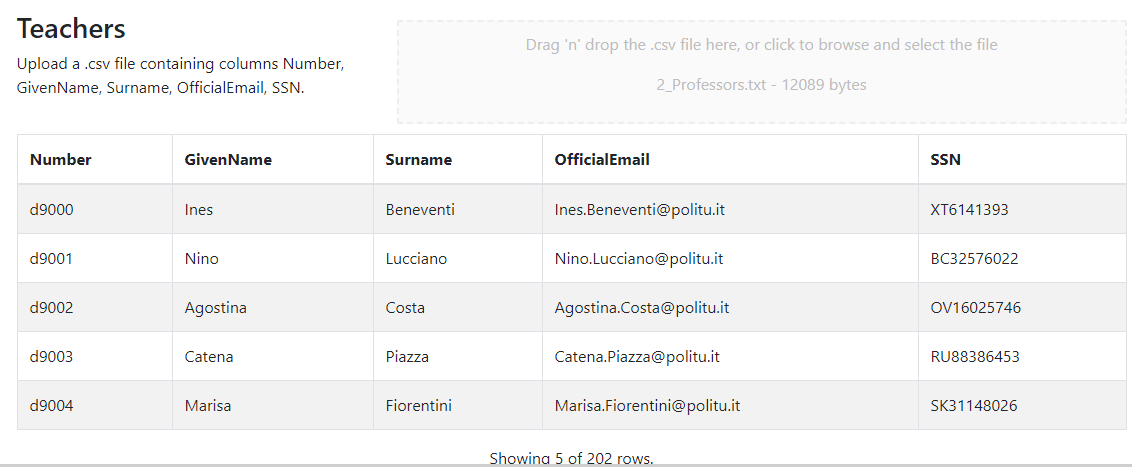 Teachers
Upload a .csv file containing columns Number,
GivenName, Surname, OfficialEmail, SSN.
Drag 'n' drop the .csv file here, or click to browse and select the file
2_Professors.txt - 12089 bytes
Number GivenName Surname OfficialEmail SSN
d9000 Ines Beneventi Ines.Beneventi@politu.it XT6141393
d9001 Nino Lucciano Nino.Lucciano@politu.it BC32576022
d9002 Agostina Costa Agostina.Costa@politu.it OV16025746
d9003 Catena Piazza Catena.Piazza@politu.it RU88386453
d9004 Marisa Fiorentini Marisa.Fiorentini@politu.it SK31148026
Showing 5 of 202 rows.